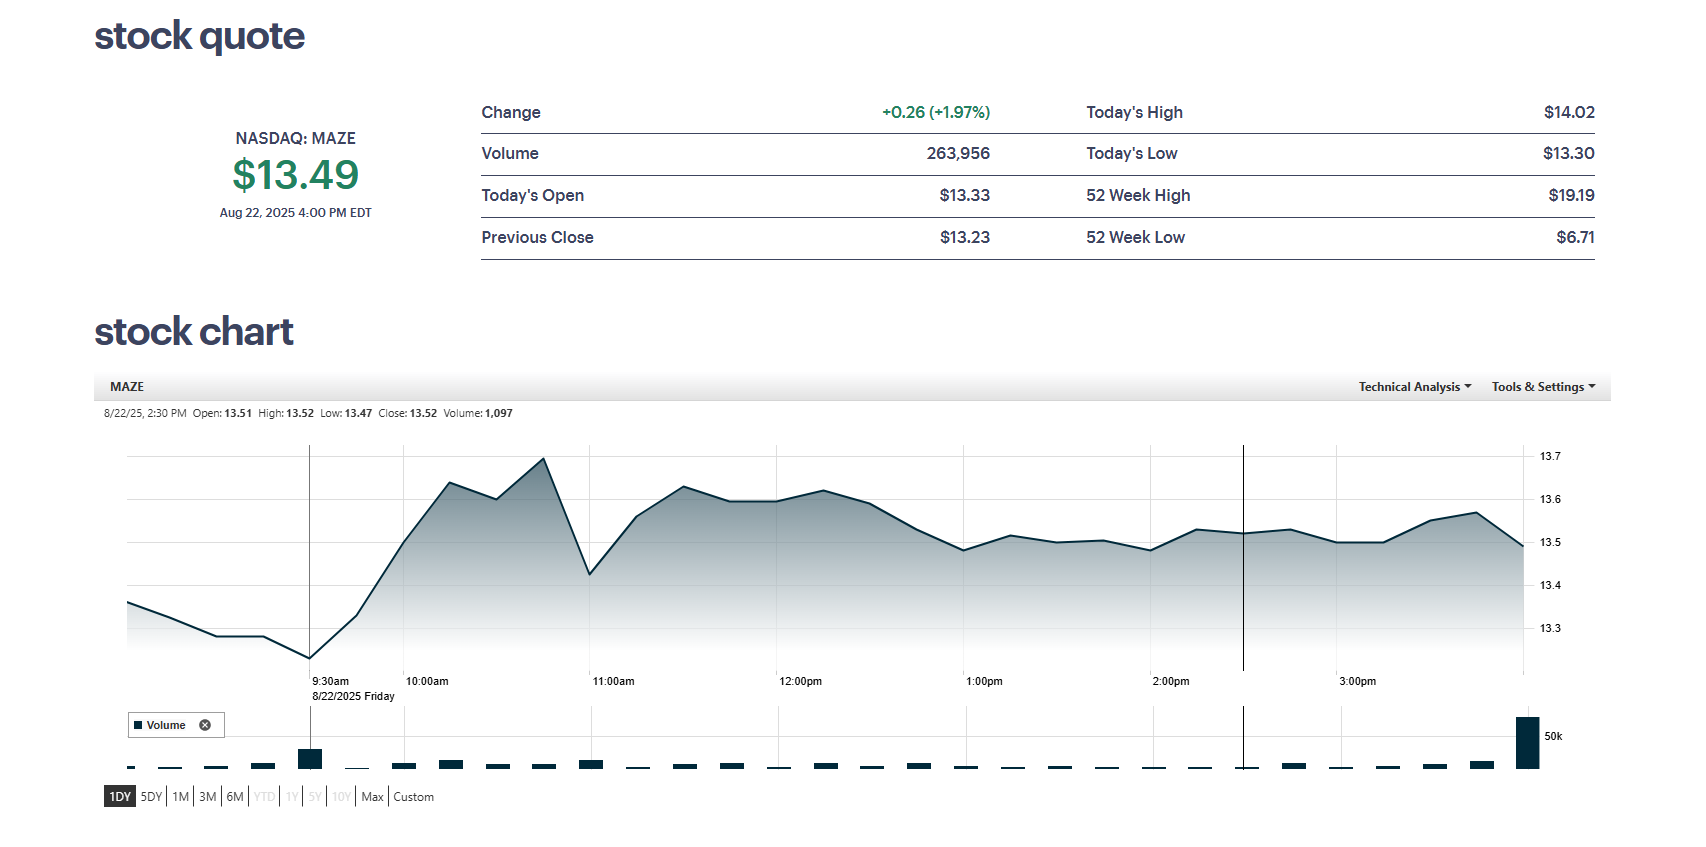 stock quote
NASDAQ: MAZE
$13.49
Aug 22, 2025 4:00 PM EDT
Change +0.26 (+1.97%)
Volume 263,956
Today's Open $13.33
Previous Close $13.23
Today's High $14.02
Today's Low $13.30
52 Week High $19.19
52 Week Low $6.71
stock chart
MAZE Technical Analysis Tools & Settings
8/22/25, 2:30 PM Open: 13.51 High: 13.52 Low: 13.47 Close: 13.52 Volume: 1,097
13.7
13.6
13.5
13.4
13.3
9:30am 10:00am 11:00am 12:00pm 1:00pm 2:00pm 3:00pm
8/22/2025 Friday
Volume
50k
1DY 5DY 1M 3M 6M YTD 1Y 5Y 10Y Max Custom